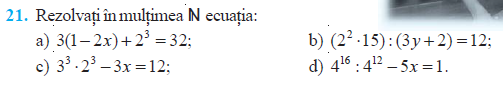 21. Rezolvați în mulțimea N ecuația:
a) 3(1–2x)+2³ =32; b) (2² ·15):(3y+2)=12;
c) 3³ ·2³ –3x=12; d) 4¹⁶ :4¹² –5x=1.